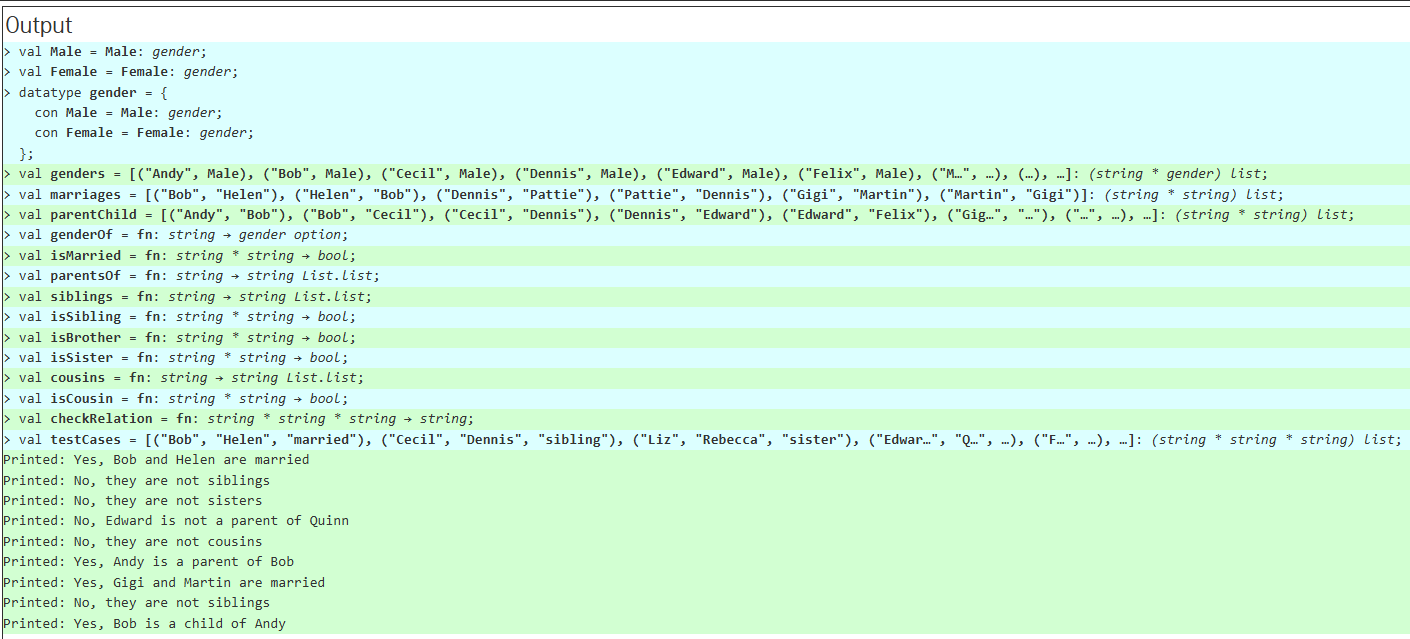 Output
> val Male = Male: gender;
> val Female = Female: gender;
> datatype gender = {
con Male = Male: gender;
con Female = Female: gender;
};
> val genders = [("Andy", Male), ("Bob", Male), ("Cecil", Male), ("Dennis", Male), ("Edward", Male), ("Felix", Male), ("M…", …), (…), …]: (string * gender) list;
> val marriages = [("Bob", "Helen"), ("Helen", "Bob"), ("Dennis", "Pattie"), ("Pattie", "Dennis"), ("Gigi", "Martin"), ("Martin", "Gigi")]: (string * string) list;
> val parentChild = [("Andy", "Bob"), ("Bob", "Cecil"), ("Cecil", "Dennis"), ("Dennis", "Edward"), ("Edward", "Felix"), ("Gig…", "…"), ("…", …), …]: (string * string) list;
> val genderOf = fn: string → gender option;
> val isMarried = fn: string * string → bool;
> val parentsOf = fn: string → string List.list;
> val siblings = fn: string → string List.list;
> val isSibling = fn: string * string → bool;
> val isBrother = fn: string * string → bool;
> val isSister = fn: string * string → bool;
> val cousins = fn: string → string List.list;
> val isCousin = fn: string * string → bool;
> val checkRelation = fn: string * string * string → string;
> val testCases = [("Bob", "Helen", "married"), ("Cecil", "Dennis", "sibling"), ("Liz", "Rebecca", "sister"), ("Edwar…", "Q…", …), ("F…", …), …]: (string * string * string) list;
Printed: Yes, Bob and Helen are married
Printed: No, they are not siblings
Printed: No, they are not sisters
Printed: No, Edward is not a parent of Quinn
Printed: No, they are not cousins
Printed: Yes, Andy is a parent of Bob
Printed: Yes, Gigi and Martin are married
Printed: No, they are not siblings
Printed: Yes, Bob is a child of Andy